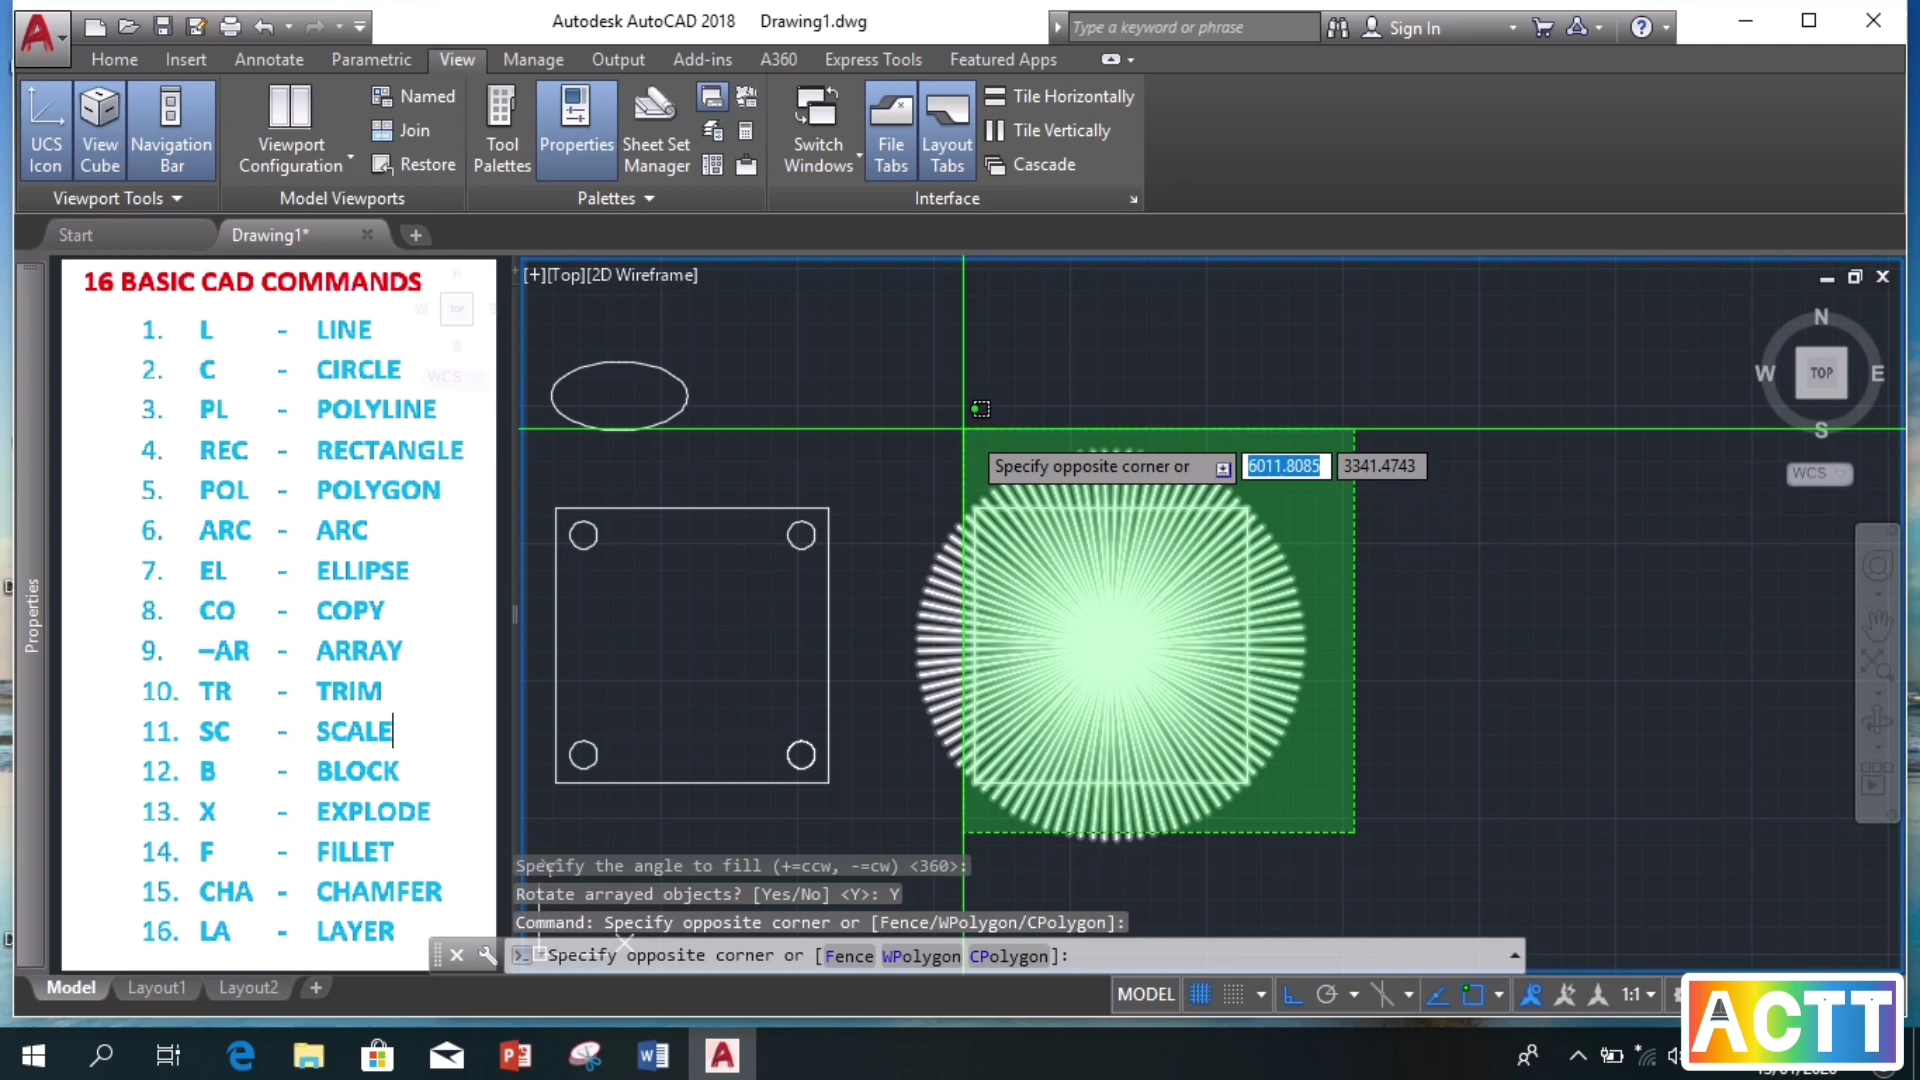 Autodesk AutoCAD 2018 Drawing1.dwg
Type a keyword or phrase
Sign In
Home Insert Annotate Parametric View Manage Output Add-ins A360 Express Tools Featured Apps
UCS Icon
View Cube
Navigation Bar
Viewport Configuration
Named
Join
Restore
Tool Palettes
Properties
Sheet Set Manager
Switch Windows
File Tabs
Layout Tabs
Tile Horizontally
Tile Vertically
Cascade
Viewport Tools
Model Viewports
Palettes
Interface
Start
Drawing1*
16 BASIC CAD COMMANDS
1. L - LINE
2. C - CIRCLE
3. PL - POLYLINE
4. REC - RECTANGLE
5. POL - POLYGON
6. ARC - ARC
7. EL - ELLIPSE
8. CO - COPY
9. –AR - ARRAY
10. TR - TRIM
11. SC - SCALE
12. B - BLOCK
13. X - EXPLODE
14. F - FILLET
15. CHA - CHAMFER
16. LA - LAYER
TOP
WCS
Properties
[+][Top][2D Wireframe]
N
W TOP E
S
WCS
Specify opposite corner or 6011.8085 3341.4743
Specify the angle to fill (+=ccw, -=cw) <360>:
Rotate arrayed objects? [Yes/No] <Y>: Y
Command: Specify opposite corner or [Fence/WPolygon/CPolygon]:
Specify opposite corner or [Fence WPolygon CPolygon]:
Model Layout1 Layout2
MODEL
1:1
ACTT